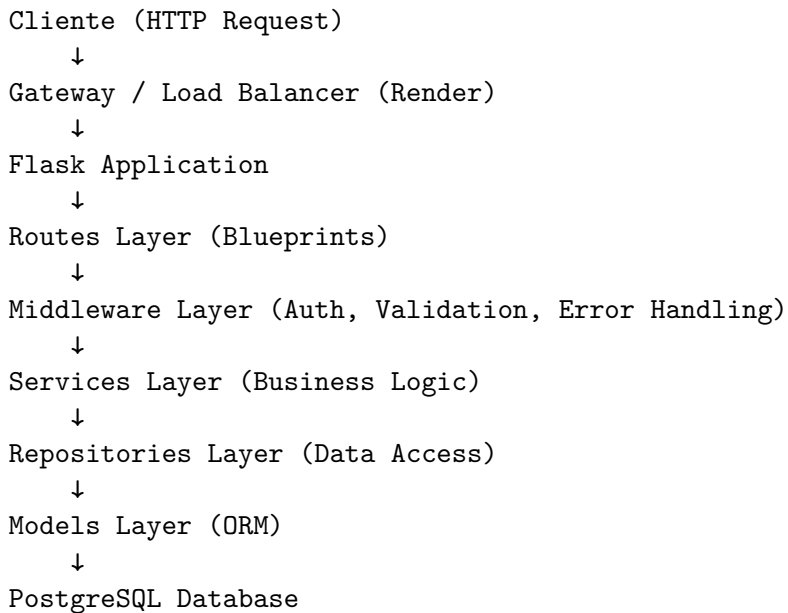 Cliente (HTTP Request)
↓
Gateway / Load Balancer (Render)
↓
Flask Application
↓
Routes Layer (Blueprints)
↓
Middleware Layer (Auth, Validation, Error Handling)
↓
Services Layer (Business Logic)
↓
Repositories Layer (Data Access)
↓
Models Layer (ORM)
↓
PostgreSQL Database